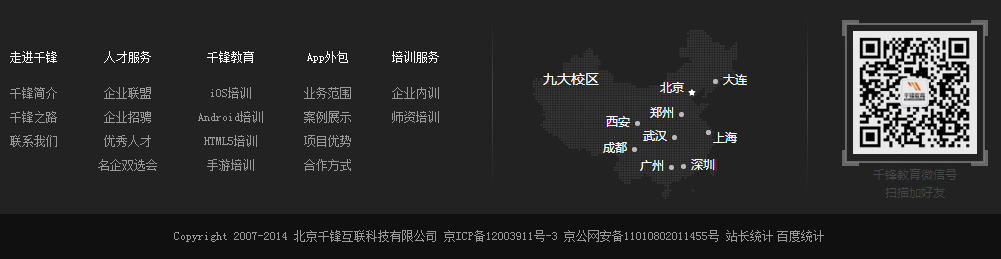 走进千锋 人才服务 千锋教育 App外包 培训服务
千锋简介 企业联盟 iOS培训 业务范围 企业内训
千锋之路 企业招聘 Android培训 案例展示 师资培训
联系我们 优秀人才 HTML5培训 项目优势
名企双选会 手游培训 合作方式
九大校区
大连
北京
郑州
西安
武汉
上海
成都
广州
深圳
千锋教育
千锋教育微信号
扫描加好友
Copyright 2007-2014 北京千锋互联科技有限公司 京ICP备12003911号-3 京公网安备11010802011455号 站长统计 百度统计